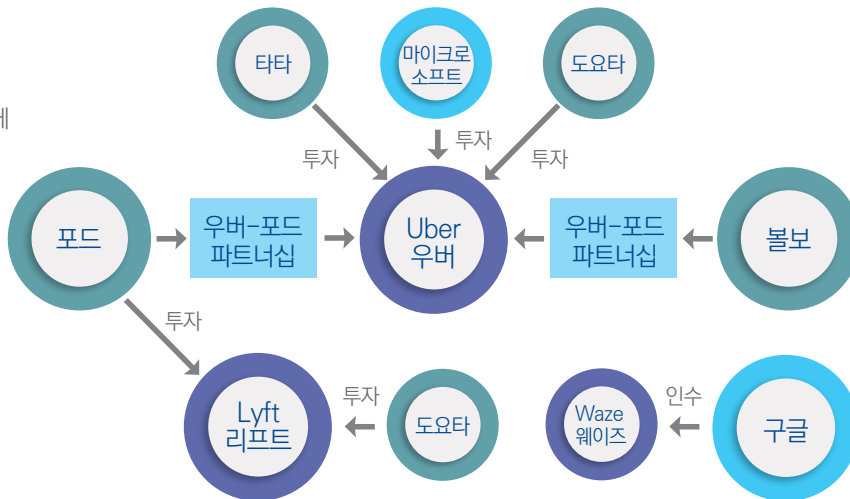 타타
마이크로
소프트
도요타
투자
투자
투자
포드
우버-포드
파트너십
Uber
우버
우버-포드
파트너십
볼보
투자
Lyft
리프트
투자
도요타
Waze
웨이즈
인수
구글